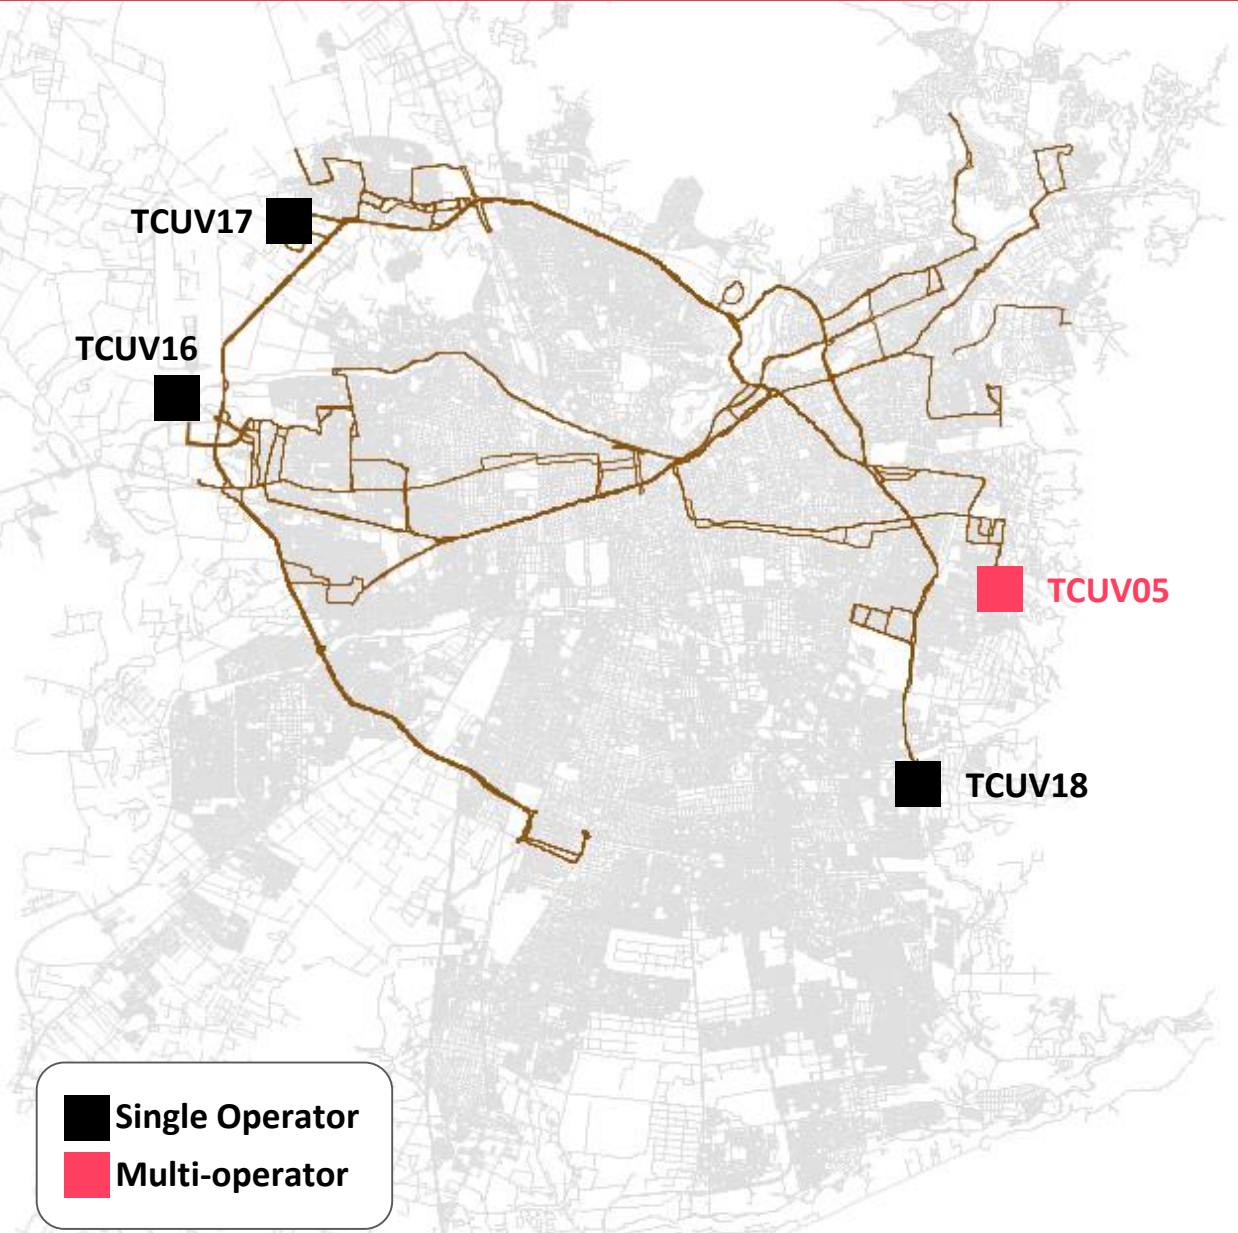 TCUV17
TCUV16
TCUV05
TCUV18
Single Operator
Multi-operator